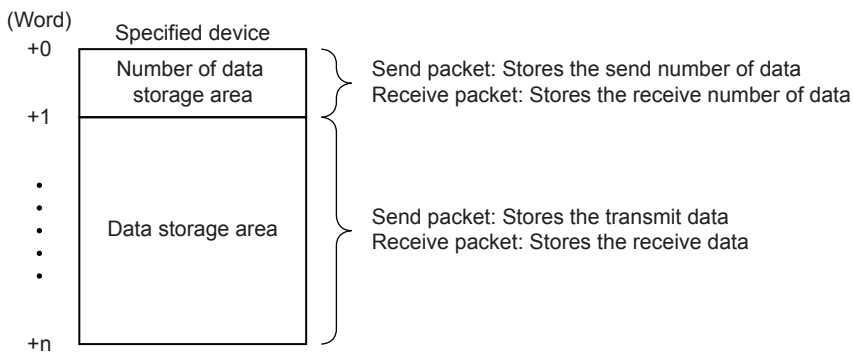 (Word)
Specified device
+0
Number of data
storage area
Send packet: Stores the send number of data
Receive packet: Stores the receive number of data
+1
Data storage area
Send packet: Stores the transmit data
Receive packet: Stores the receive data
+n